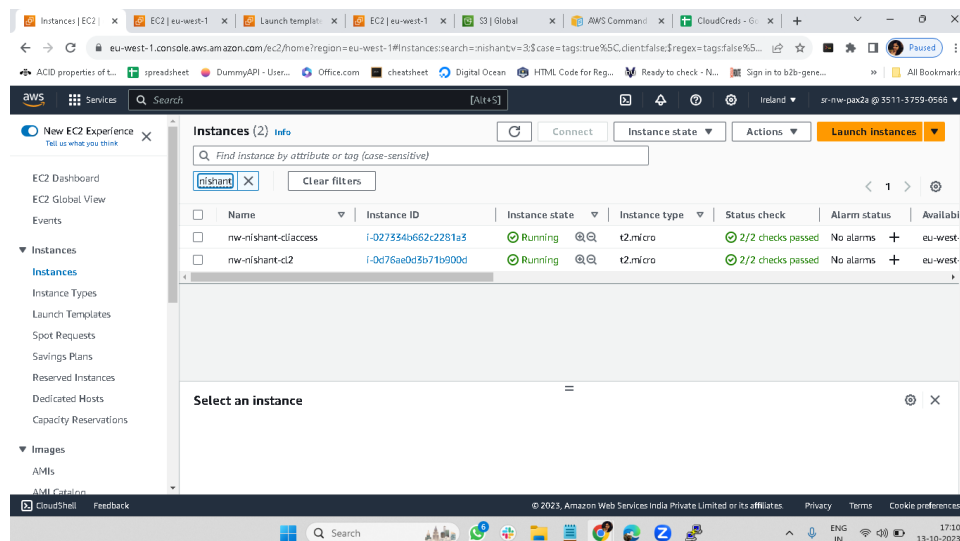 Instances | EC2 |
EC2 | eu-west-1
Launch template
EC2 | eu-west-1
S3 | Global
AWS Command
CloudCreds - Go
eu-west-1.console.aws.amazon.com/ec2/home?region=eu-west-1#Instances:search=:nishant;v=3;$case=tags:true%5C,client:false;$regex=tags:false%5...
Paused
ACID properties of t...
spreadsheet
DummyAPI - User...
Office.com
cheatsheet
Digital Ocean
HTML Code for Reg...
Ready to check - N...
Sign in to b2b-gene...
»
All Bookmarks
aws
Services
Search
[Alt+S]
Ireland
sr-nw-pax2a @ 3511-3759-0566
New EC2 Experience
Tell us what you think
EC2 Dashboard
EC2 Global View
Events
Instances
Instances
Instance Types
Launch Templates
Spot Requests
Savings Plans
Reserved Instances
Dedicated Hosts
Capacity Reservations
Images
AMIs
AMI Catalog
Instances (2) Info
Connect
Instance state
Actions
Launch instances
Find instance by attribute or tag (case-sensitive)
nishant
Clear filters
1
Name Instance ID Instance state Instance type Status check Alarm status Availabi
nw-nishant-cliaccess i-027334b662c2281a3 Running t2.micro 2/2 checks passed No alarms eu-west-
nw-nishant-cl2 i-0d76ae0d3b71b900d Running t2.micro 2/2 checks passed No alarms eu-west-
Select an instance
CloudShell Feedback
© 2023, Amazon Web Services India Private Limited or its affiliates. Privacy Terms Cookie preferences
Search
6
ENG
IN
17:10
13-10-2023